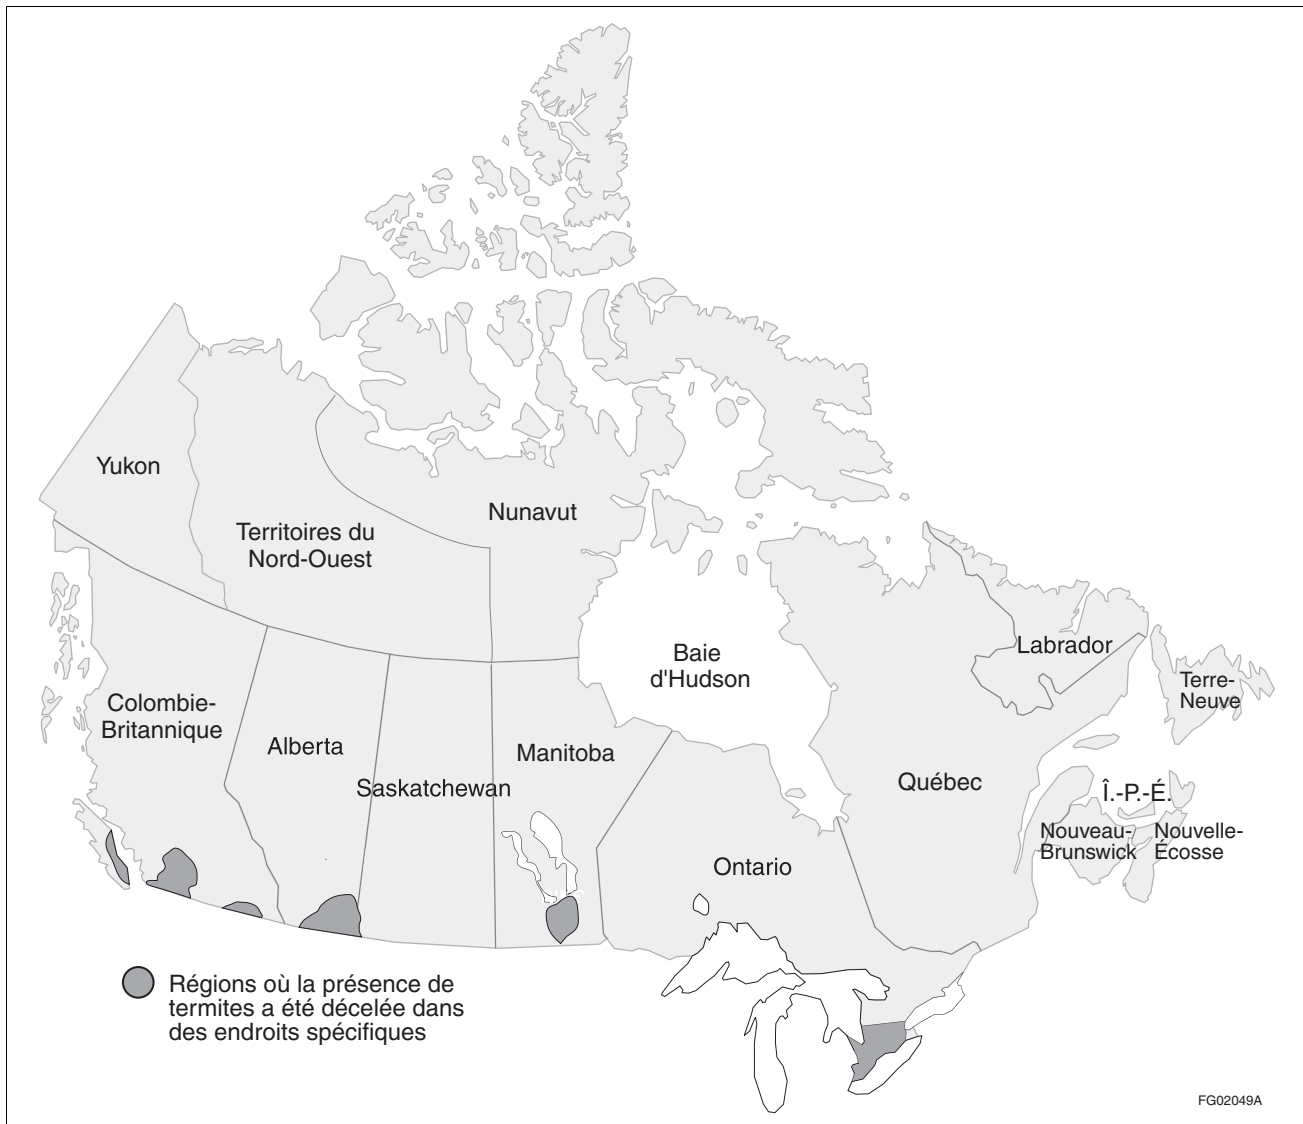 Yukon
Territoires du
Nord-Ouest
Nunavut
Baie
d'Hudson
Labrador
Terre-
Neuve
Colombie-
Britannique
Alberta
Saskatchewan
Manitoba
Québec
Î.-P.-É.
Nouveau-
Brunswick
Nouvelle-
Écosse
Ontario
Régions où la présence de
termites a été décelée dans
des endroits spécifiques
FG02049A